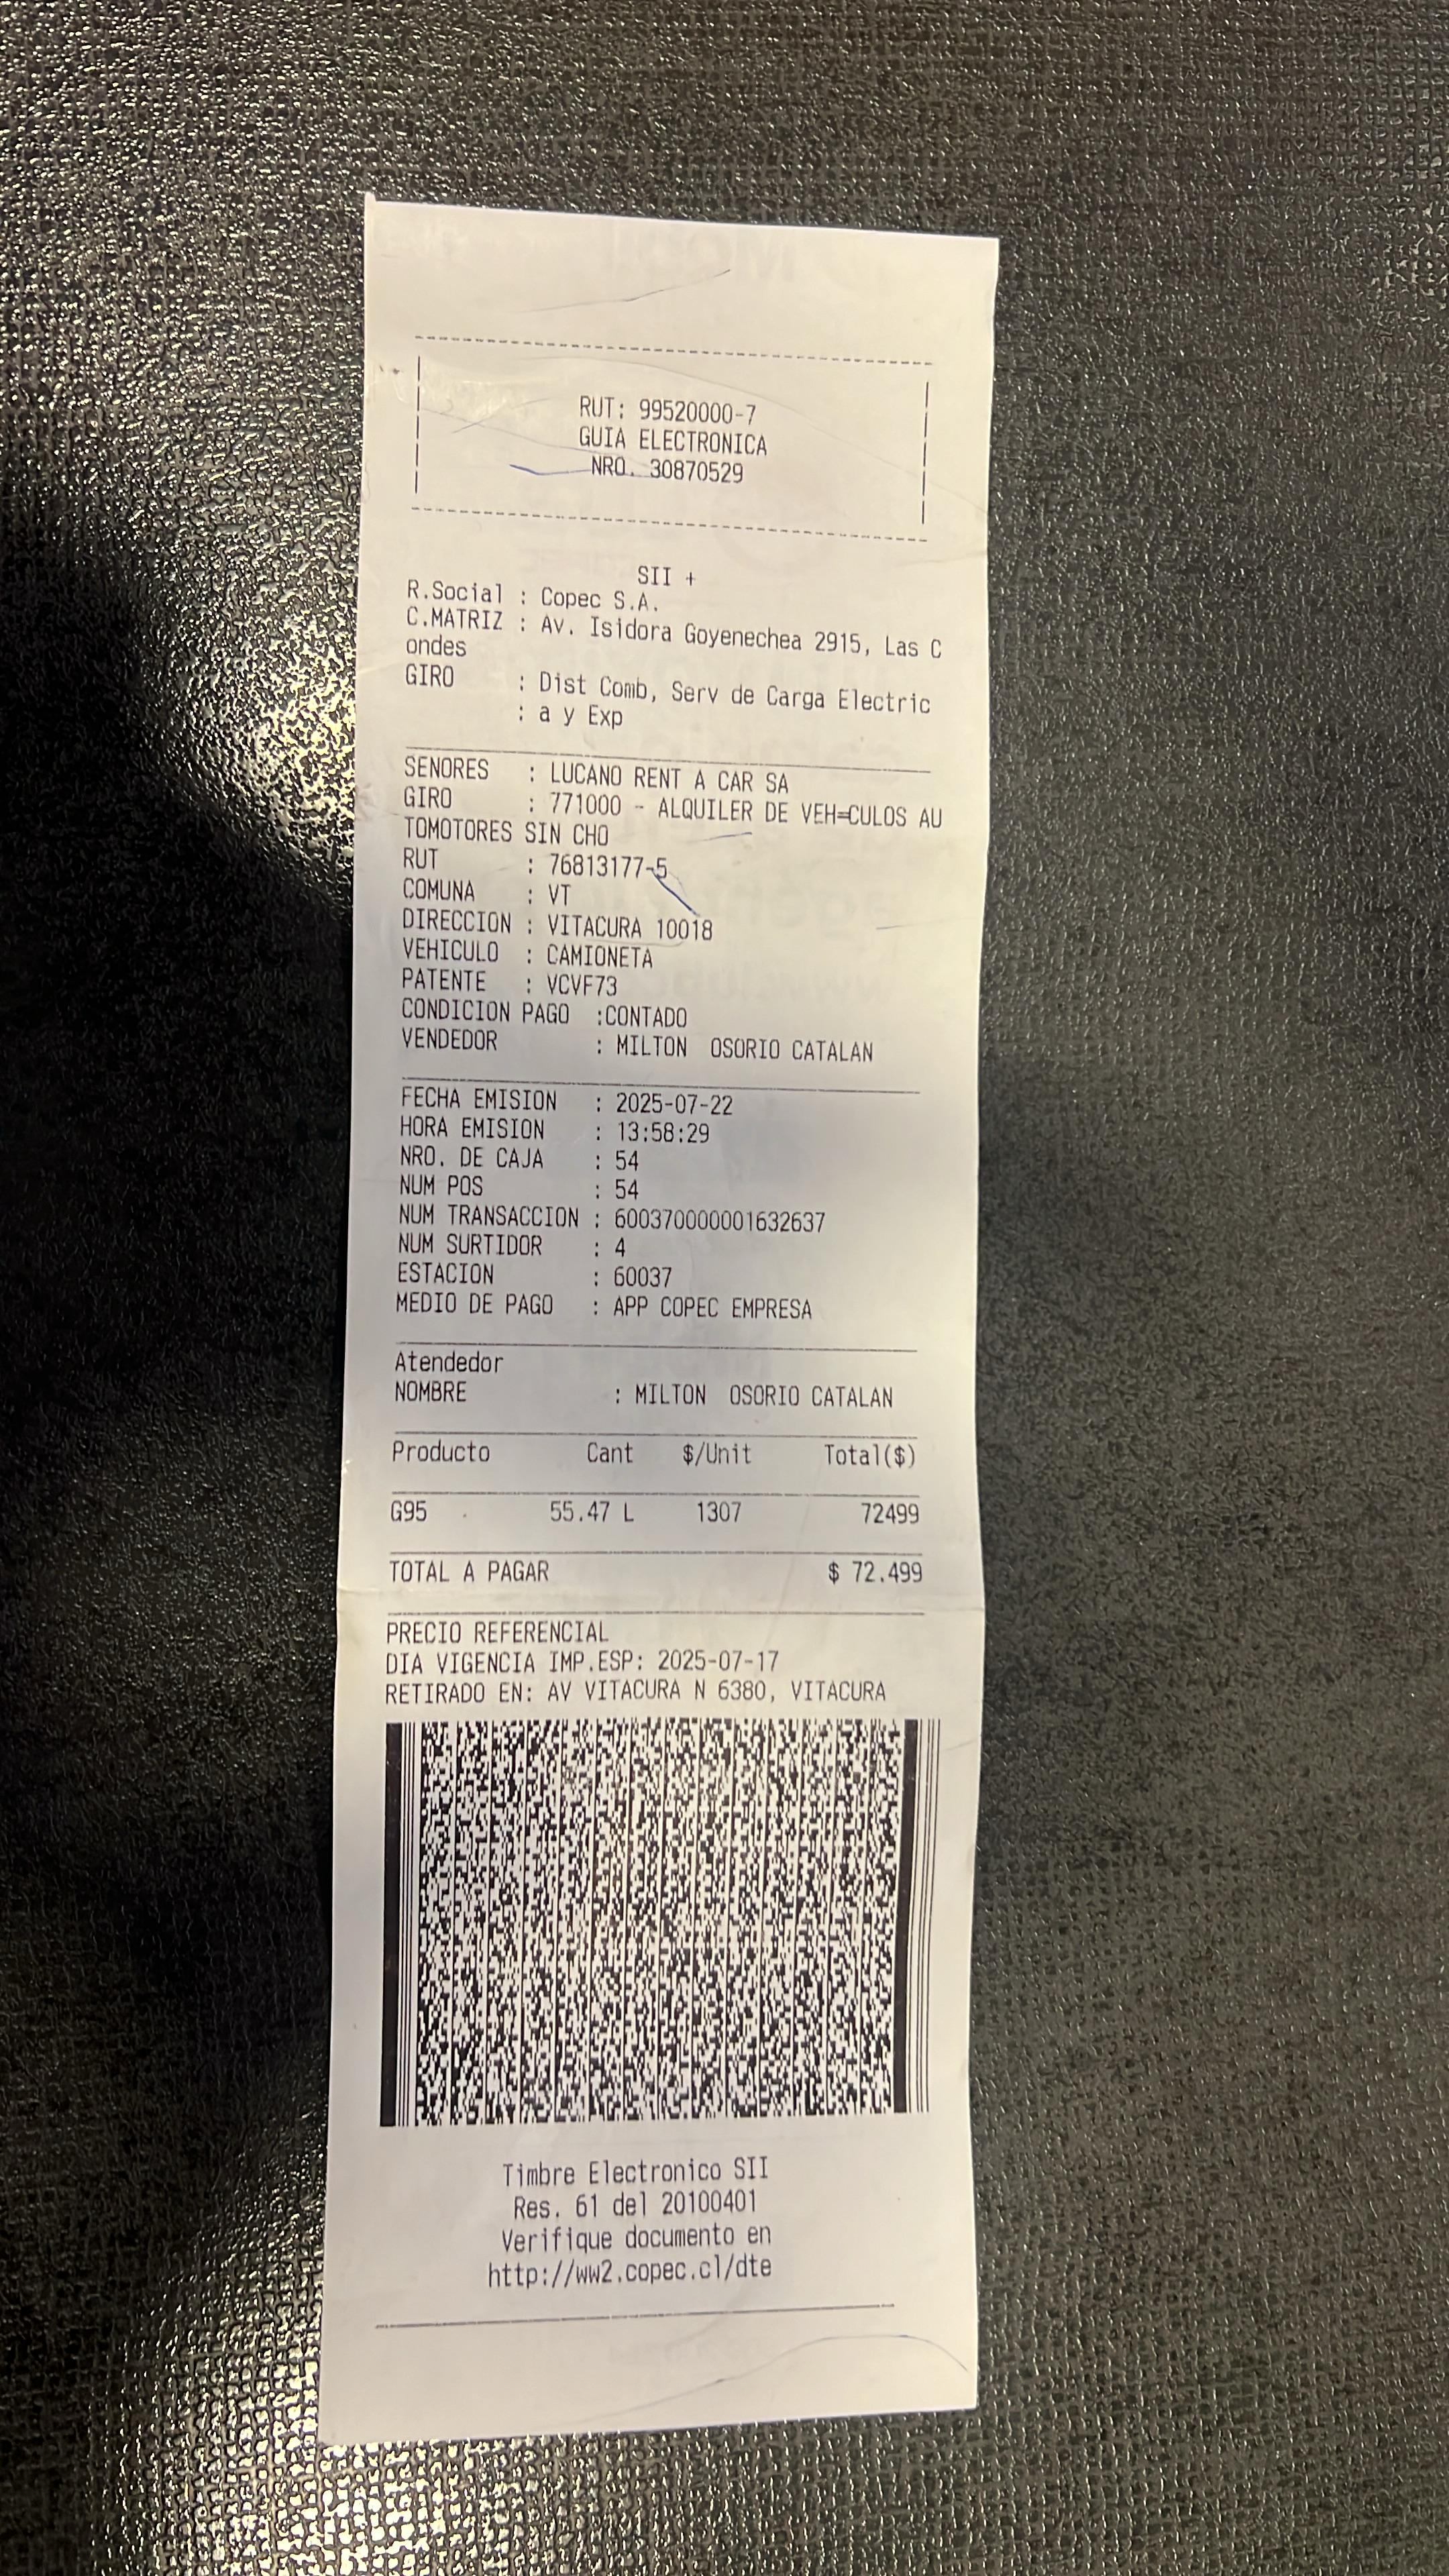 RUT: 99520000-7
GUIA ELECTRONICA
NRO. 30870529
SII +
R.Social : Copec S.A.
C.MATRIZ : Av. Isidora Goyenechea 2915, Las C
ondes
GIRO : Dist Comb, Serv de Carga Electric
: a y Exp
SENORES : LUCANO RENT A CAR SA
GIRO : 771000 - ALQUILER DE VEH=CULOS AU
TOMOTORES SIN CHO
RUT : 76813177-5
COMUNA : VT
DIRECCION : VITACURA 10018
VEHICULO : CAMIONETA
PATENTE : VCVF73
CONDICION PAGO :CONTADO
VENDEDOR : MILTON OSORIO CATALAN
FECHA EMISION : 2025-07-22
HORA EMISION : 13:58:29
NRO. DE CAJA : 54
NUM POS : 54
NUM TRANSACCION : 600370000001632637
NUM SURTIDOR : 4
ESTACION : 60037
MEDIO DE PAGO : APP COPEC EMPRESA
Atendedor
NOMBRE : MILTON OSORIO CATALAN
Producto Cant $/Unit Total($)
G95 55.47 L 1307 72499
TOTAL A PAGAR $ 72.499
PRECIO REFERENCIAL
DIA VIGENCIA IMP.ESP: 2025-07-17
RETIRADO EN: AV VITACURA N 6380, VITACURA
Timbre Electronico SII
Res. 61 del 20100401
Verifique documento en
http://ww2.copec.cl/dte